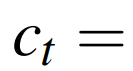 c_t =